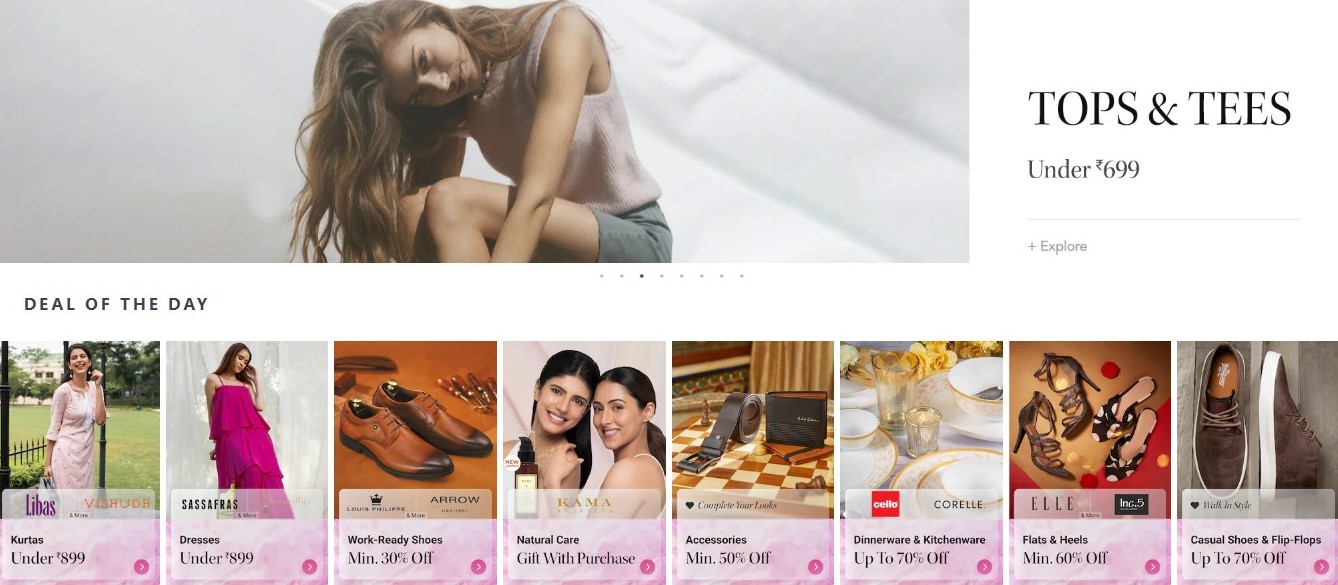 TOPS & TEES
Under ₹699
+ Explore
DEAL OF THE DAY
Libas
VISHUDH
& More
Kurtas
Under ₹899
SASSAFRAS
& More
Dresses
Under ₹899
LOUIS PHILIPPE
ARROW
USA·1851
& More
Work-Ready Shoes
Min. 30% Off
NEW
KAMA
Natural Care
Gift With Purchase
Complete Your Looks
Accessories
Min. 50% Off
cello
CORELLE.
Dinnerware & Kitchenware
Up To 70% Off
ELLE
Inc.5
& More
Flats & Heels
Min. 60% Off
Walk In Style
Casual Shoes & Flip-Flops
Up To 70% Off